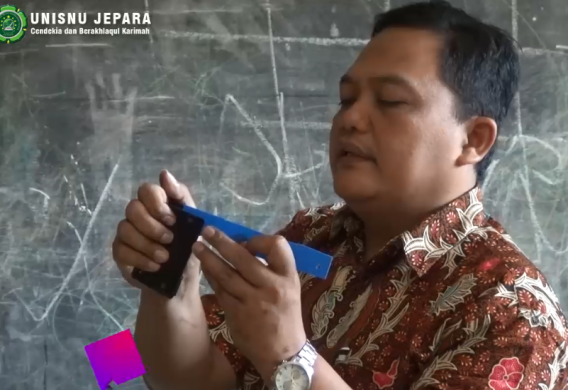 UNISNU JEPARA
Cendekia dan Berakhlaqul Karimah